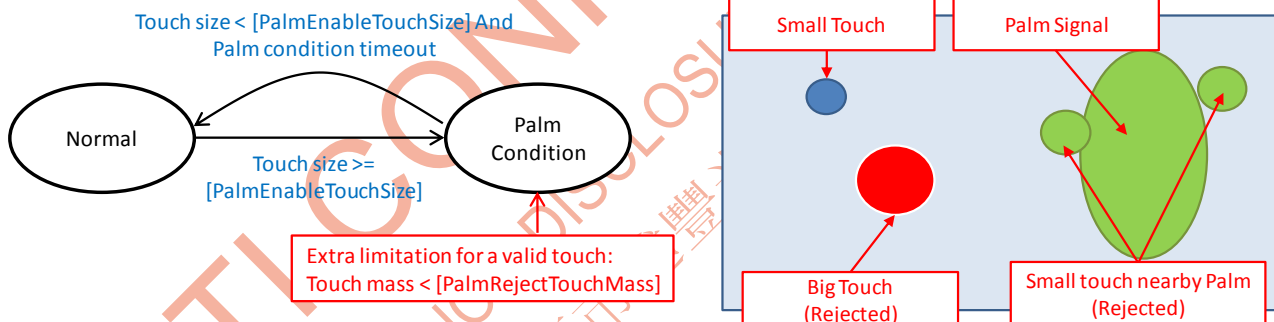 Touch size < [PalmEnableTouchSize] And
Palm condition timeout
Normal
Palm
Condition
Touch size >=
[PalmEnableTouchSize]
Extra limitation for a valid touch:
Touch mass < [PalmRejectTouchMass]
Small Touch
Palm Signal
Big Touch
(Rejected)
Small touch nearby Palm
(Rejected)